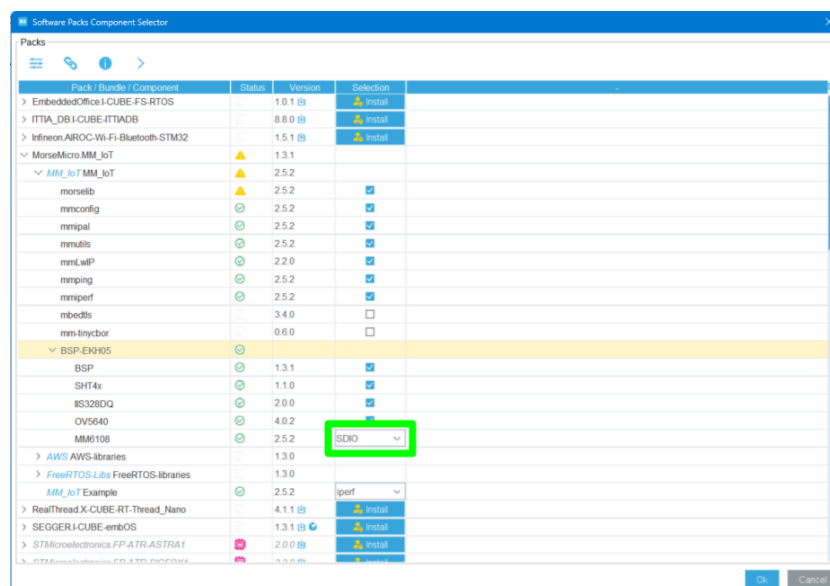 Software Packs Component Selector
Packs
Pack / Bundle / Component Status Version Selection
EmbeddedOffice.I-CUBE-FS-RTOS 1.0.1 Install
ITTIA_DB.I-CUBE-ITTIADB 8.8.0 Install
Infineon.AIROC-Wi-Fi-Bluetooth-STM32 1.5.1 Install
MorseMicro.MM_IoT 1.3.1
MM_IoT MM_IoT 2.5.2
morselib 2.5.2
mmconfig 2.5.2
mmipal 2.5.2
mmutils 2.5.2
mmLwIP 2.2.0
mmping 2.5.2
mmiperf 2.5.2
mbedtls 3.4.0
mm-tinycbor 0.6.0
BSP-EKH05
BSP 1.3.1
SHT4x 1.1.0
IIS328DQ 2.0.0
OV5640 4.0.2
MM6108 2.5.2 SDIO
AWS AWS-libraries 1.3.0
FreeRTOS-Libs FreeRTOS-libraries 1.3.0
MM_IoT Example 2.5.2 iperf
RealThread.X-CUBE-RT-Thread_Nano 4.1.1 Install
SEGGER.I-CUBE-embOS 1.3.1 Install
STMicroelectronics.FP-ATR-ASTRA1 2.0.0 Install
Ok Cancel